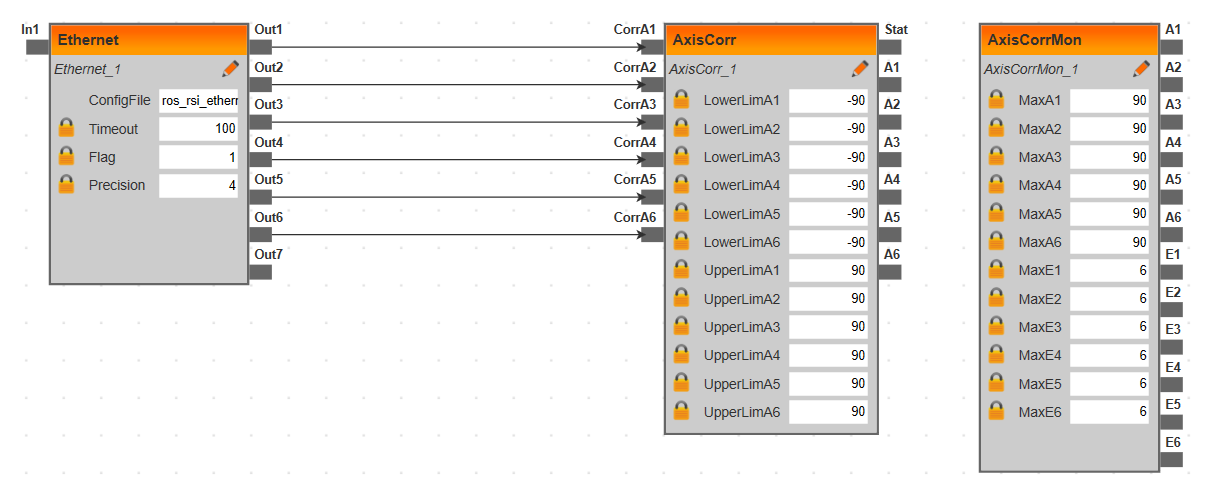 In1
Ethernet
Ethernet_1
ConfigFile ros_rsi_ethern
Timeout 100
Flag 1
Precision 4
Out1
Out2
Out3
Out4
Out5
Out6
Out7
CorrA1
CorrA2
CorrA3
CorrA4
CorrA5
CorrA6
AxisCorr
AxisCorr_1
LowerLimA1 -90
LowerLimA2 -90
LowerLimA3 -90
LowerLimA4 -90
LowerLimA5 -90
LowerLimA6 -90
UpperLimA1 90
UpperLimA2 90
UpperLimA3 90
UpperLimA4 90
UpperLimA5 90
UpperLimA6 90
Stat
A1
A2
A3
A4
A5
A6
AxisCorrMon
AxisCorrMon_1
MaxA1 90
MaxA2 90
MaxA3 90
MaxA4 90
MaxA5 90
MaxA6 90
MaxE1 6
MaxE2 6
MaxE3 6
MaxE4 6
MaxE5 6
MaxE6 6
A1
A2
A3
A4
A5
A6
E1
E2
E3
E4
E5
E6